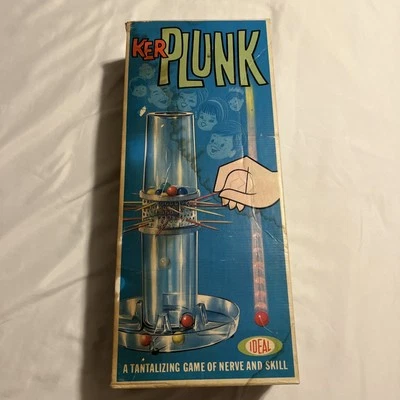 KER PLUNK
IDEAL
A TANTALIZING GAME OF NERVE AND SKILL